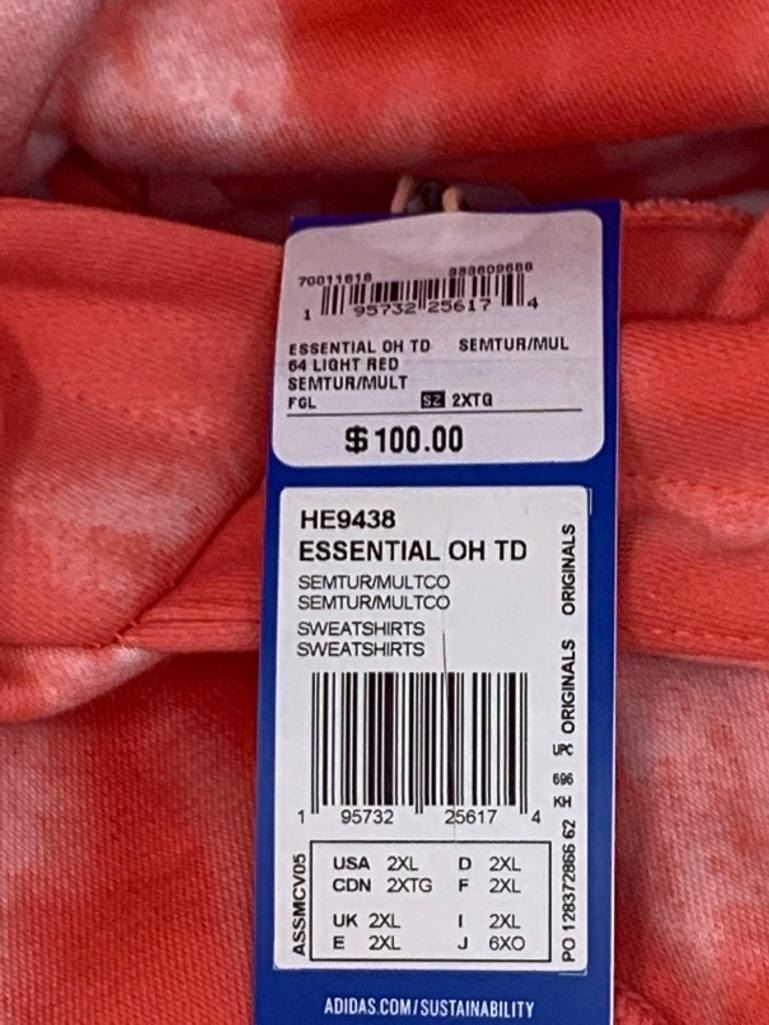 70011618 883609688
1 95732 25617 4
ESSENTIAL OH TD SEMTUR/MUL
64 LIGHT RED
SEMTUR/MULT
FGL SZ 2XTG
$100.00
HE9438
ESSENTIAL OH TD
SEMTUR/MULTCO
SEMTUR/MULTCO
SWEATSHIRTS
SWEATSHIRTS
1 95732 25617 4
USA 2XL D 2XL
CDN 2XTG F 2XL
UK 2XL I 2XL
E 2XL J 6XO
ASSMCV05
ORIGINALS
ORIGINALS
UPC
696
KH
PO 128372866 62
ADIDAS.COM/SUSTAINABILITY